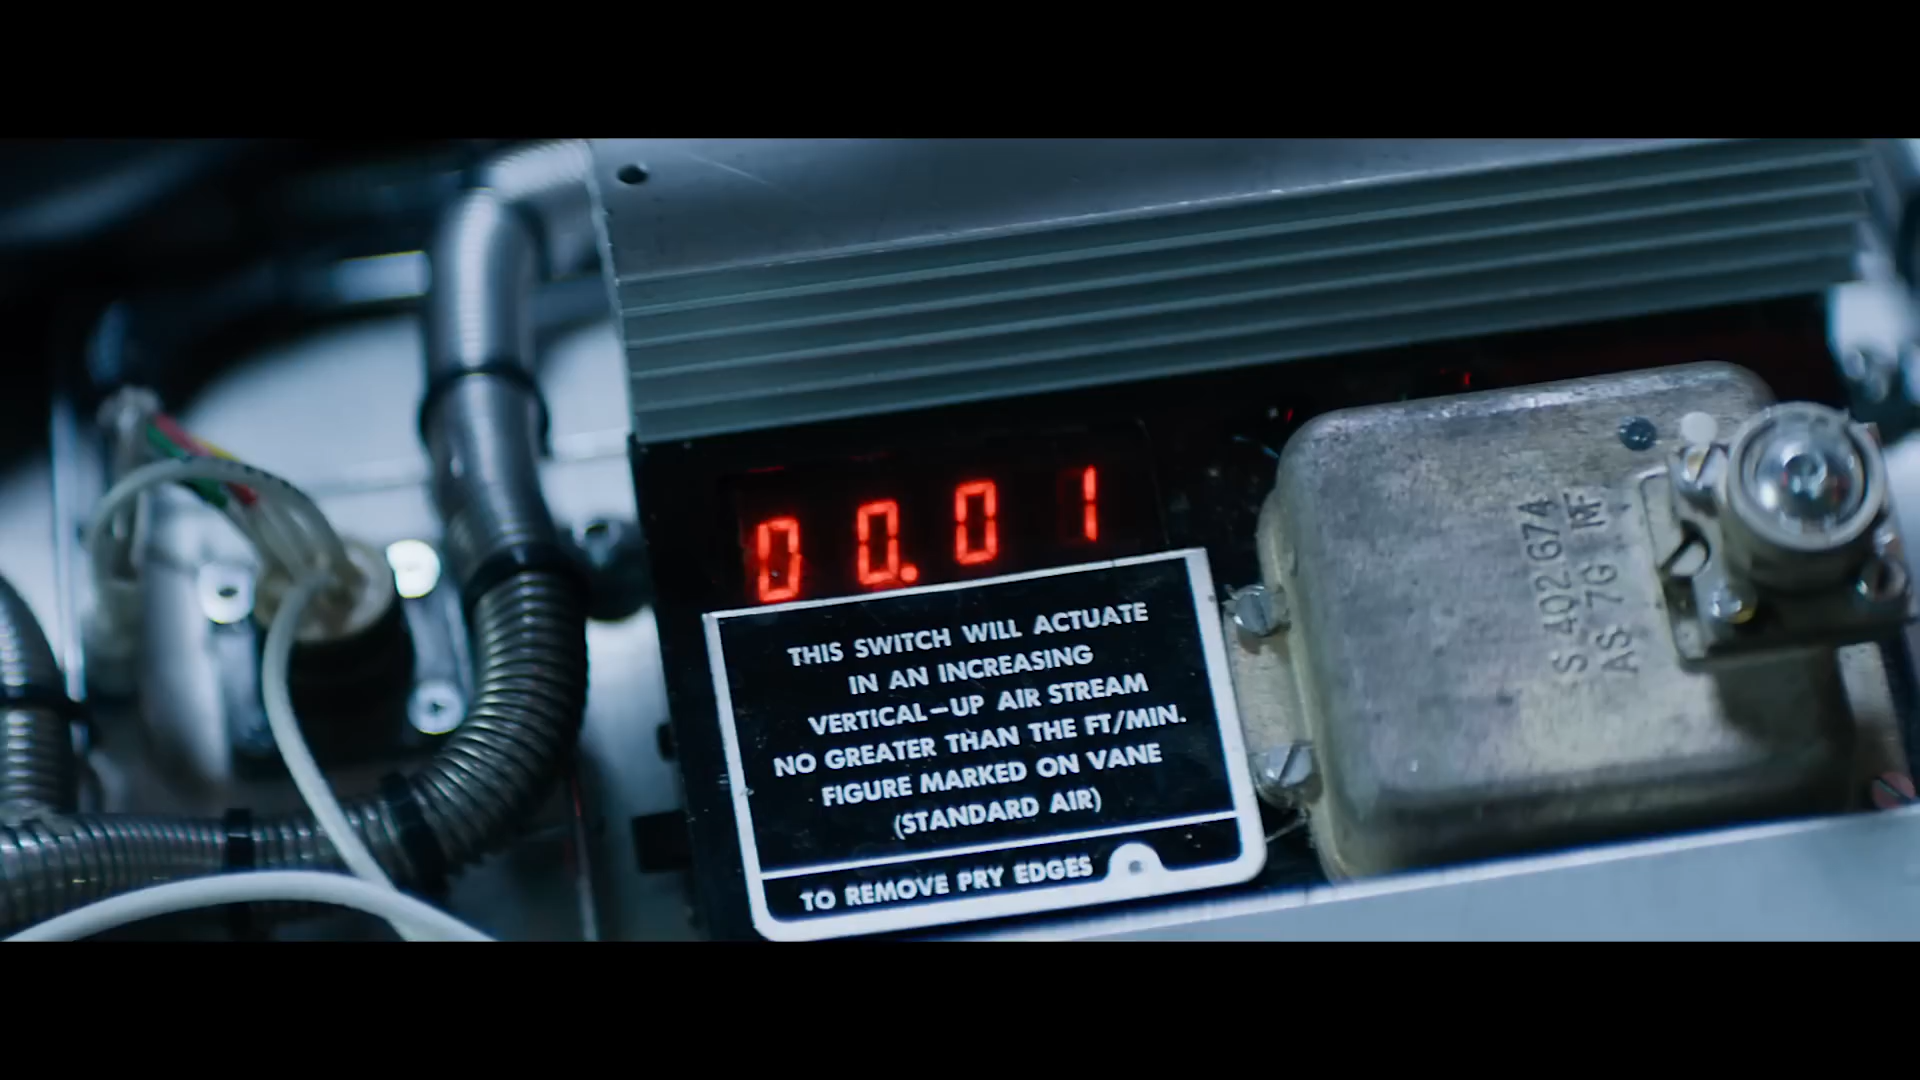 00.01
THIS SWITCH WILL ACTUATE
IN AN INCREASING
VERTICAL-UP AIR STREAM
NO GREATER THAN THE FT/MIN.
FIGURE MARKED ON VANE
(STANDARD AIR)
TO REMOVE PRY EDGES
S 402 674
AS 7G MF